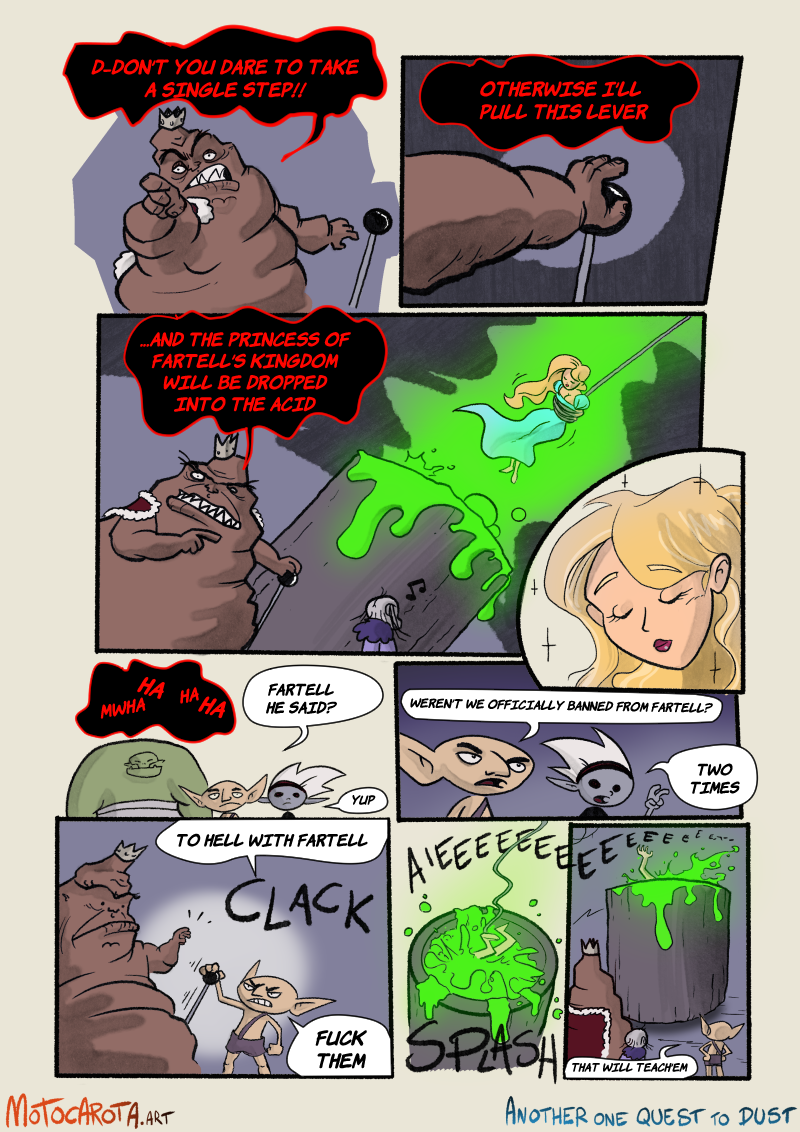 D-DON'T YOU DARE TO TAKE
A SINGLE STEP!!
OTHERWISE I'LL
PULL THIS LEVER
...AND THE PRINCESS OF
FARTELL'S KINGDOM
WILL BE DROPPED
INTO THE ACID
MWHA HA HA HA
FARTELL
HE SAID?
YUP
WEREN'T WE OFFICIALLY BANNED FROM FARTELL?
TWO
TIMES
TO HELL WITH FARTELL
CLACK
FUCK
THEM
AIEEEEEEEEEEEEEE...
SPLASH
THAT WILL TEACH'EM
MOTOCAROTA.ART
ANOTHER ONE QUEST TO DUST